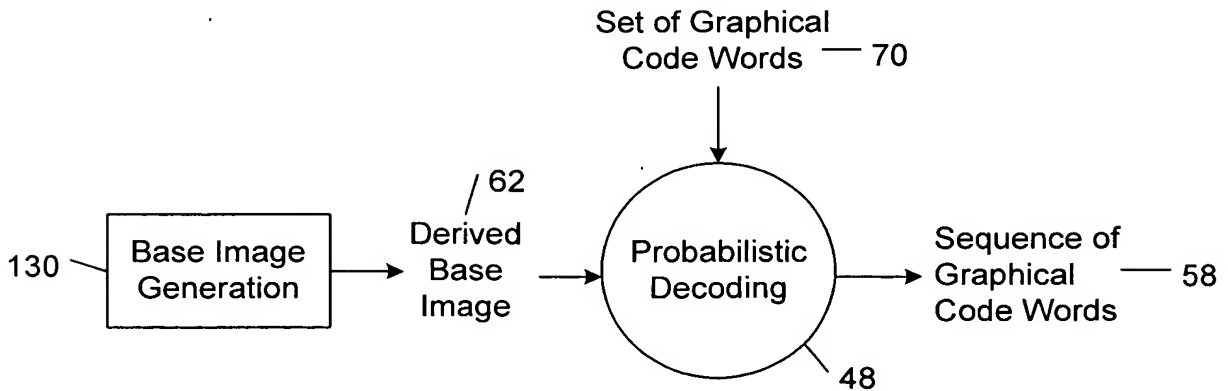 Set of Graphical
Code Words
70
62
130
Base Image
Generation
Derived
Base
Image
Probabilistic
Decoding
Sequence of
Graphical
Code Words
58
48